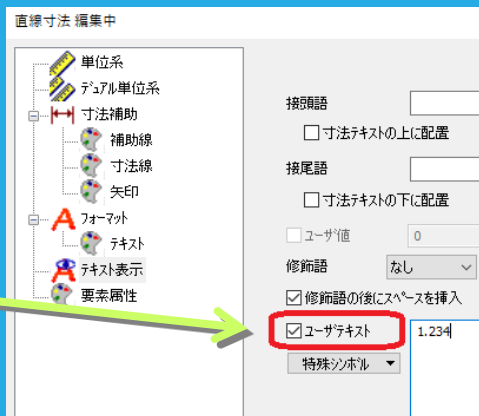 直線寸法 編集中
単位系
デュアル単位系
寸法補助
補助線
寸法線
矢印
フォーマット
テキスト
テキスト表示
要素属性
接頭語
寸法テキストの上に配置
接尾語
寸法テキストの下に配置
ユーザ値 0
修飾語 なし
修飾語の後にスペースを挿入
ユーザテキスト 1.234
特殊シンボル